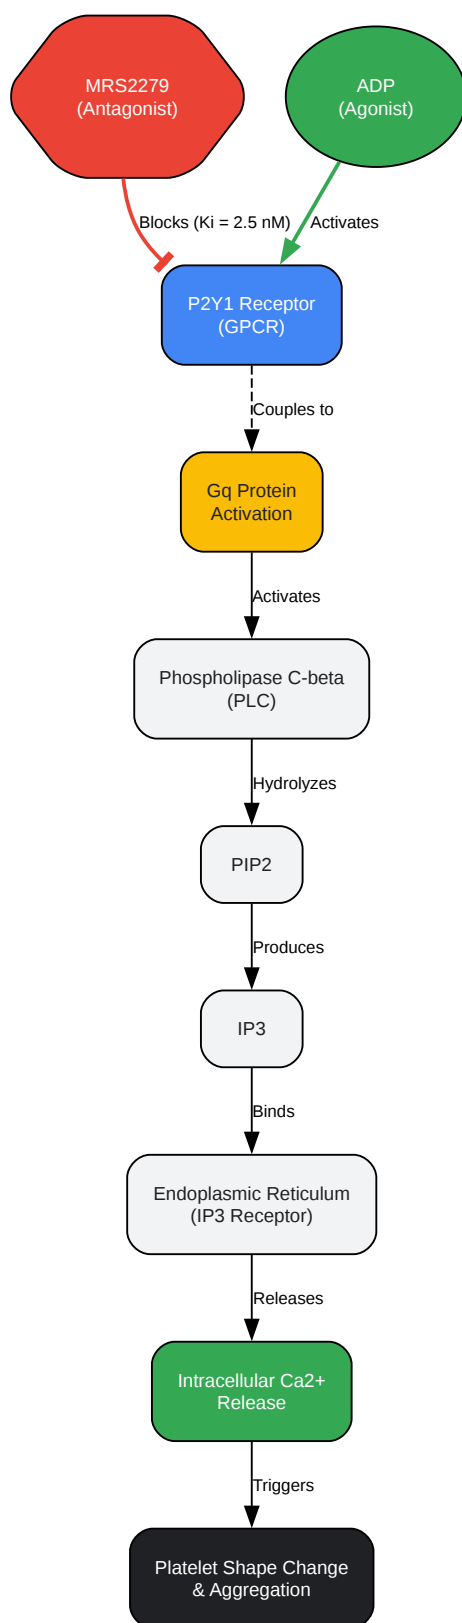 MRS2279
(Antagonist)
ADP
(Agonist)
Blocks (Ki = 2.5 nM)
Activates
P2Y1 Receptor
(GPCR)
Couples to
Gq Protein
Activation
Activates
Phospholipase C-beta
(PLC)
Hydrolyzes
PIP2
Produces
IP3
Binds
Endoplasmic Reticulum
(IP3 Receptor)
Releases
Intracellular Ca2+
Release
Triggers
Platelet Shape Change
& Aggregation